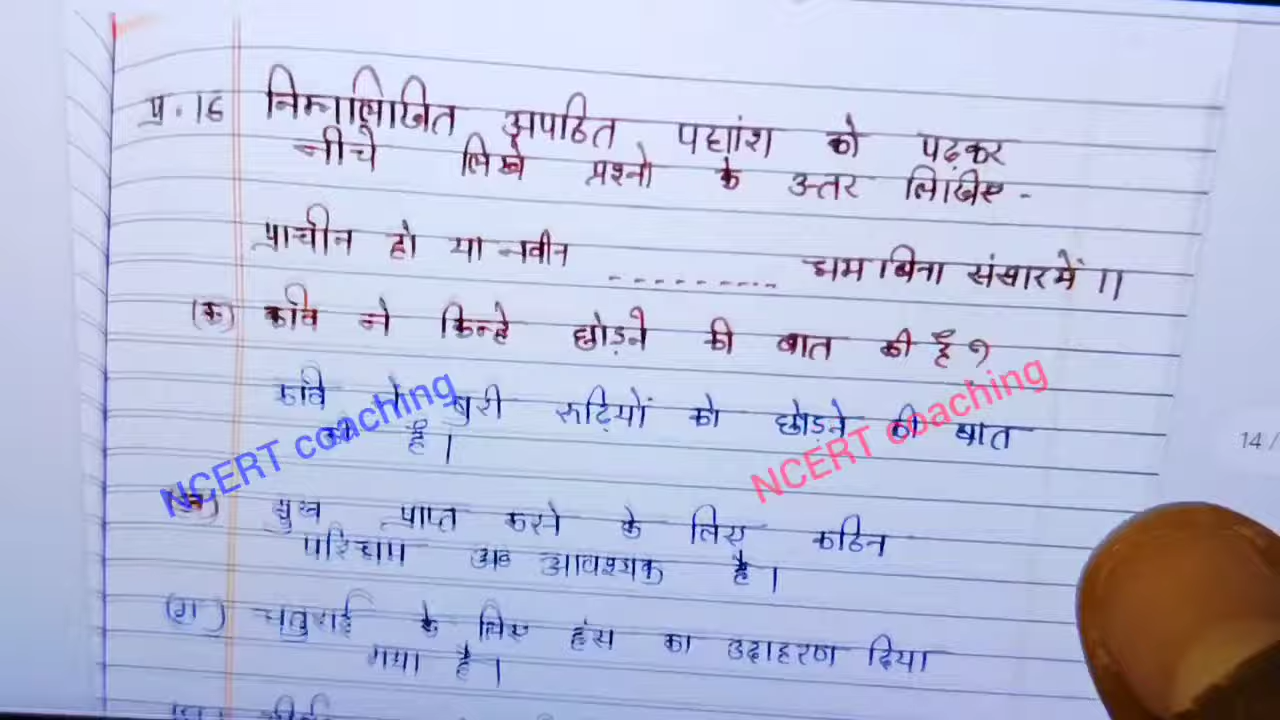 प्र. 16 निम्नलिखित अपठित पद्यांश को पढ़कर
नीचे लिखे प्रश्नो के उत्तर लिखिए -
प्राचीन हो या नवीन --------- श्रम बिना संसार में ।।
(क) कवि ने किन्हे छोड़ने की बात की है ?
कवि ने बुरी रूढ़ियों को छोड़ने की बात
की है।
सुख प्राप्त करने के लिए कठिन
परिश्रम आवश्यक है।
(ग) चतुराई के लिए हंस का उदाहरण दिया
गया है।
NCERT coaching
NCERT coaching
14/